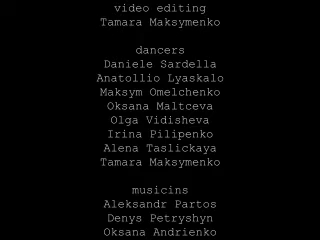 video editing
Tamara Maksymenko
dancers
Daniele Sardella
Anatollio Lyaskalo
Maksym Omelchenko
Oksana Maltceva
Olga Vidisheva
Irina Pilipenko
Alena Taslickaya
Tamara Maksymenko
musicins
Aleksandr Partos
Denys Petryshyn
Oksana Andrienko